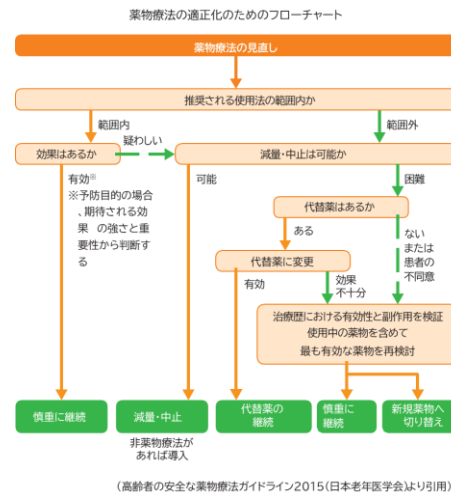 薬物療法の適正化のためのフローチャート
薬物療法の見直し
推奨される使用法の範囲内か
範囲内
範囲外
疑わしい
効果はあるか
減量・中止は可能か
有効※
※予防目的の場合
、期待される効
果 の強さと重
要性から判断す
る
可能
困難
代替薬はあるか
ある
ない
または
患者の
不同意
代替薬に変更
有効
効果
不十分
治療歴における有効性と副作用を検証
使用中の薬物を含めて
最も有効な薬物を再検討
慎重に継続
減量・中止
代替薬の
継続
慎重に
継続
新規薬物へ
切り替え
非薬物療法が
あれば導入
(高齢者の安全な薬物療法ガイドライン2015(日本老年医学会)より引用)